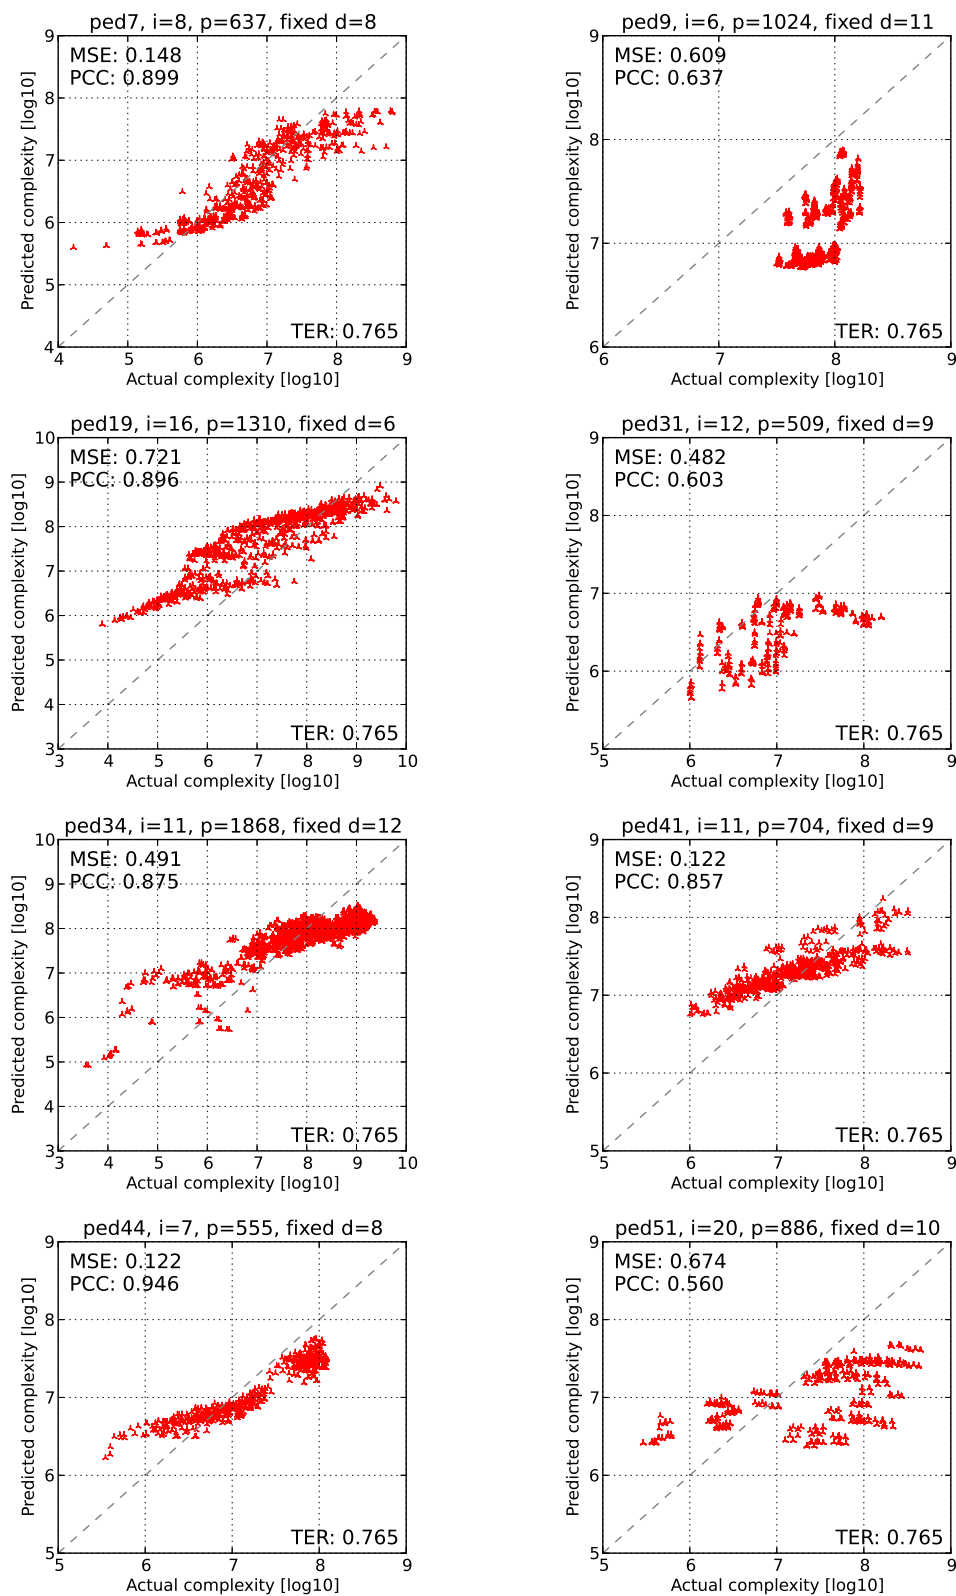 ped7, i=8, p=637, fixed d=8
MSE: 0.148
PCC: 0.899
TER: 0.765
9
8
7
6
5
4
4 5 6 7 8 9
Predicted complexity [log10]
Actual complexity [log10]
ped9, i=6, p=1024, fixed d=11
MSE: 0.609
PCC: 0.637
TER: 0.765
9
8
7
6
6 7 8 9
Predicted complexity [log10]
Actual complexity [log10]
ped19, i=16, p=1310, fixed d=6
MSE: 0.721
PCC: 0.896
TER: 0.765
10
9
8
7
6
5
4
3
3 4 5 6 7 8 9 10
Predicted complexity [log10]
Actual complexity [log10]
ped31, i=12, p=509, fixed d=9
MSE: 0.482
PCC: 0.603
TER: 0.765
9
8
7
6
5
5 6 7 8 9
Predicted complexity [log10]
Actual complexity [log10]
ped34, i=11, p=1868, fixed d=12
MSE: 0.491
PCC: 0.875
TER: 0.765
10
9
8
7
6
5
4
3
3 4 5 6 7 8 9 10
Predicted complexity [log10]
Actual complexity [log10]
ped41, i=11, p=704, fixed d=9
MSE: 0.122
PCC: 0.857
TER: 0.765
9
8
7
6
5
5 6 7 8 9
Predicted complexity [log10]
Actual complexity [log10]
ped44, i=7, p=555, fixed d=8
MSE: 0.122
PCC: 0.946
TER: 0.765
9
8
7
6
5
5 6 7 8 9
Predicted complexity [log10]
Actual complexity [log10]
ped51, i=20, p=886, fixed d=10
MSE: 0.674
PCC: 0.560
TER: 0.765
9
8
7
6
5
5 6 7 8 9
Predicted complexity [log10]
Actual complexity [log10]